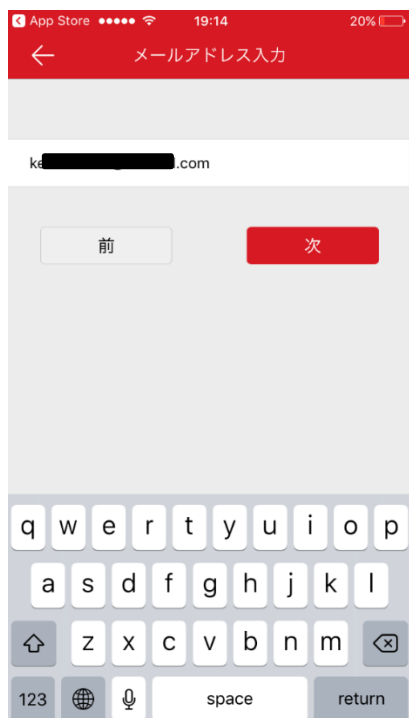 App Store 19:14 20%
メールアドレス入力
ke .com
前 次
q w e r t y u i o p
a s d f g h j k l
z x c v b n m
123 space return